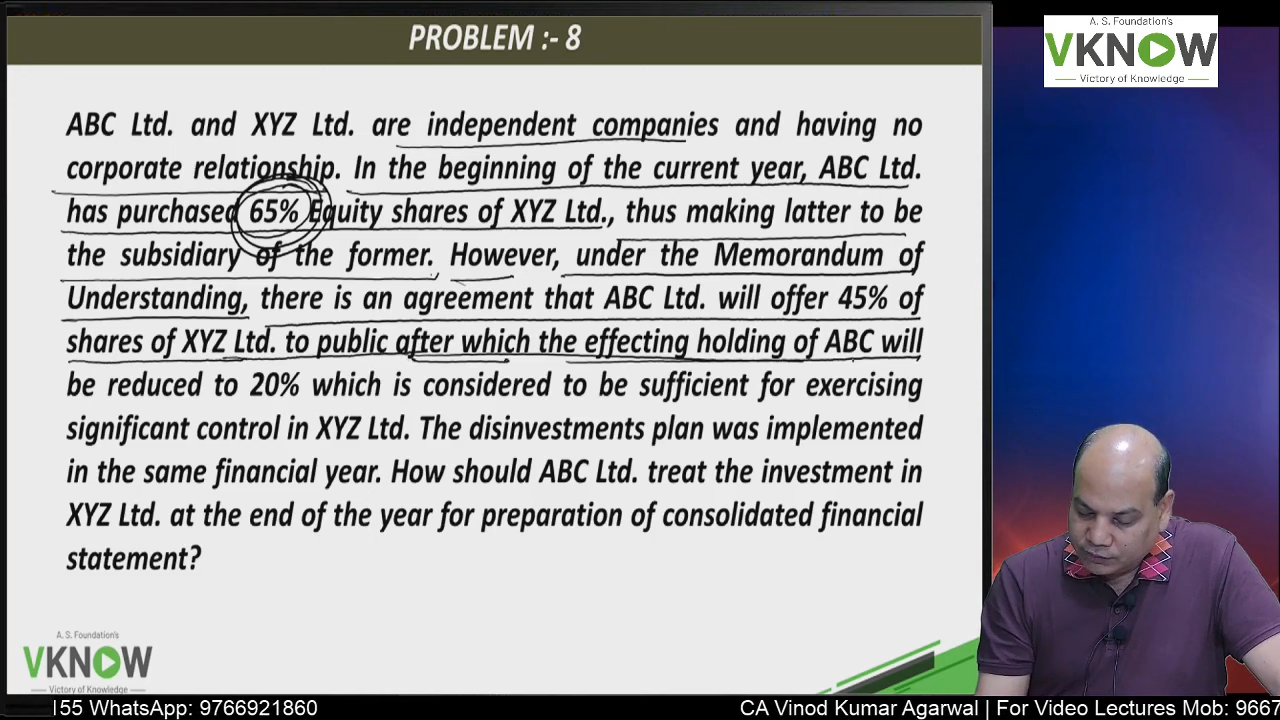 PROBLEM :- 8
A. S. Foundation's
VKNOW
Victory of Knowledge
ABC Ltd. and XYZ Ltd. are independent companies and having no
corporate relationship. In the beginning of the current year, ABC Ltd.
has purchased 65% Equity shares of XYZ Ltd., thus making latter to be
the subsidiary of the former. However, under the Memorandum of
Understanding, there is an agreement that ABC Ltd. will offer 45% of
shares of XYZ Ltd. to public after which the effecting holding of ABC will
be reduced to 20% which is considered to be sufficient for exercising
significant control in XYZ Ltd. The disinvestments plan was implemented
in the same financial year. How should ABC Ltd. treat the investment in
XYZ Ltd. at the end of the year for preparation of consolidated financial
statement?
A. S. Foundation's
VKNOW
Victory of Knowledge
155 WhatsApp: 9766921860 CA Vinod Kumar Agarwal | For Video Lectures Mob: 9667